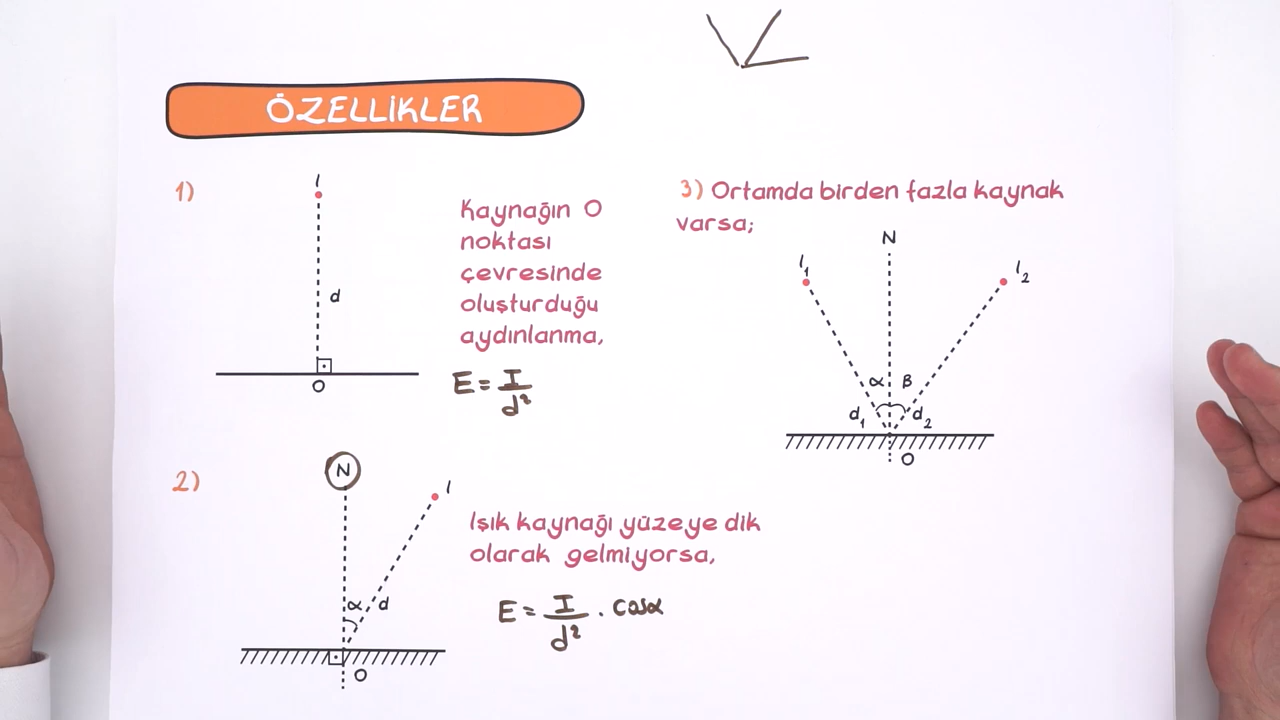 ÖZELLİKLER
1)
I
d
O
Kaynağın O
noktası
çevresinde
oluşturduğu
aydınlanma,
E = I / d²
2)
N
I
α d
O
Işık kaynağı yüzeye dik
olarak gelmiyorsa,
E = I / d² . cosα
3) Ortamda birden fazla kaynak
varsa;
N
I₁ I₂
α β
d₁ d₂
O